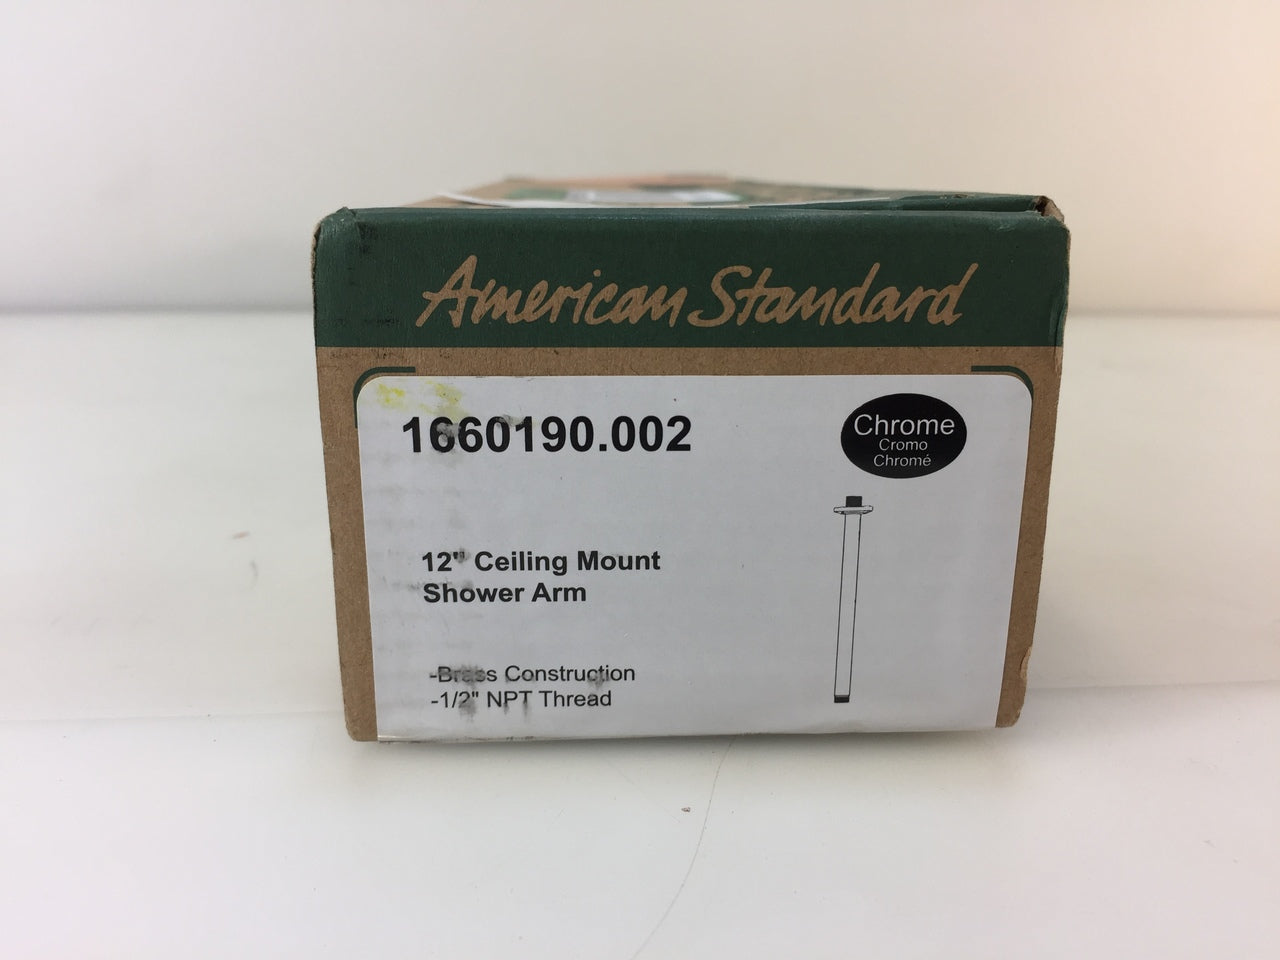 American Standard
1660190.002
Chrome
Cromo
Chromé
12" Ceiling Mount
Shower Arm
-Brass Construction
-1/2" NPT Thread